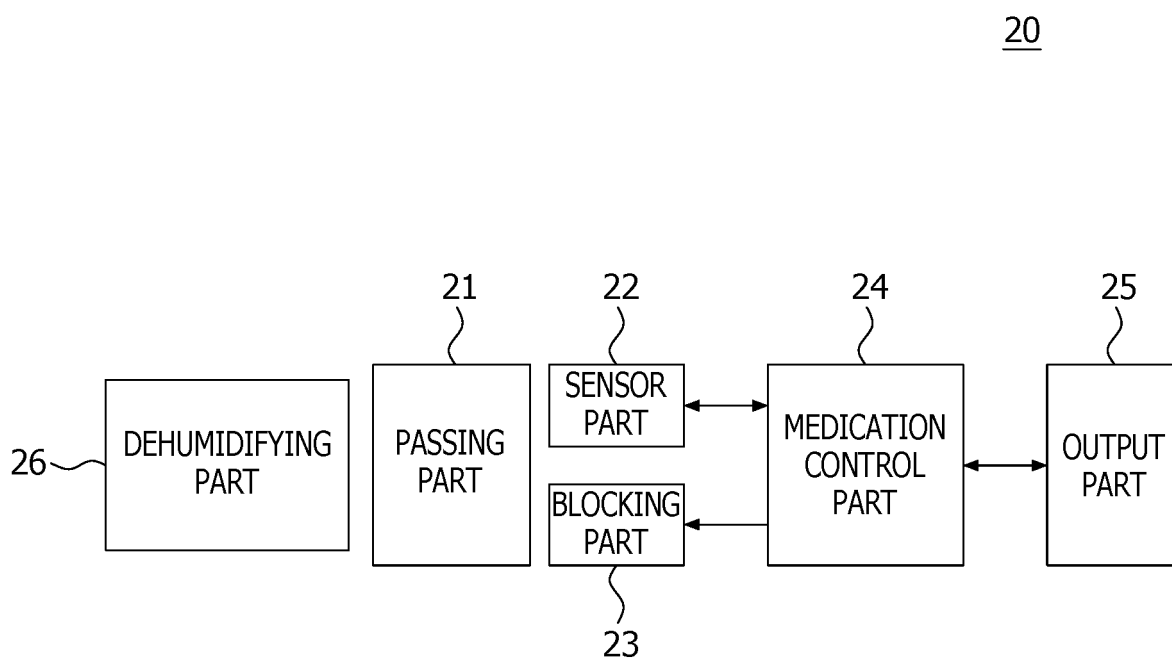 20
21
22
24
25
SENSOR
PART
DEHUMIDIFYING
PART
PASSING
PART
MEDICATION
CONTROL
PART
OUTPUT
PART
26
BLOCKING
PART
23